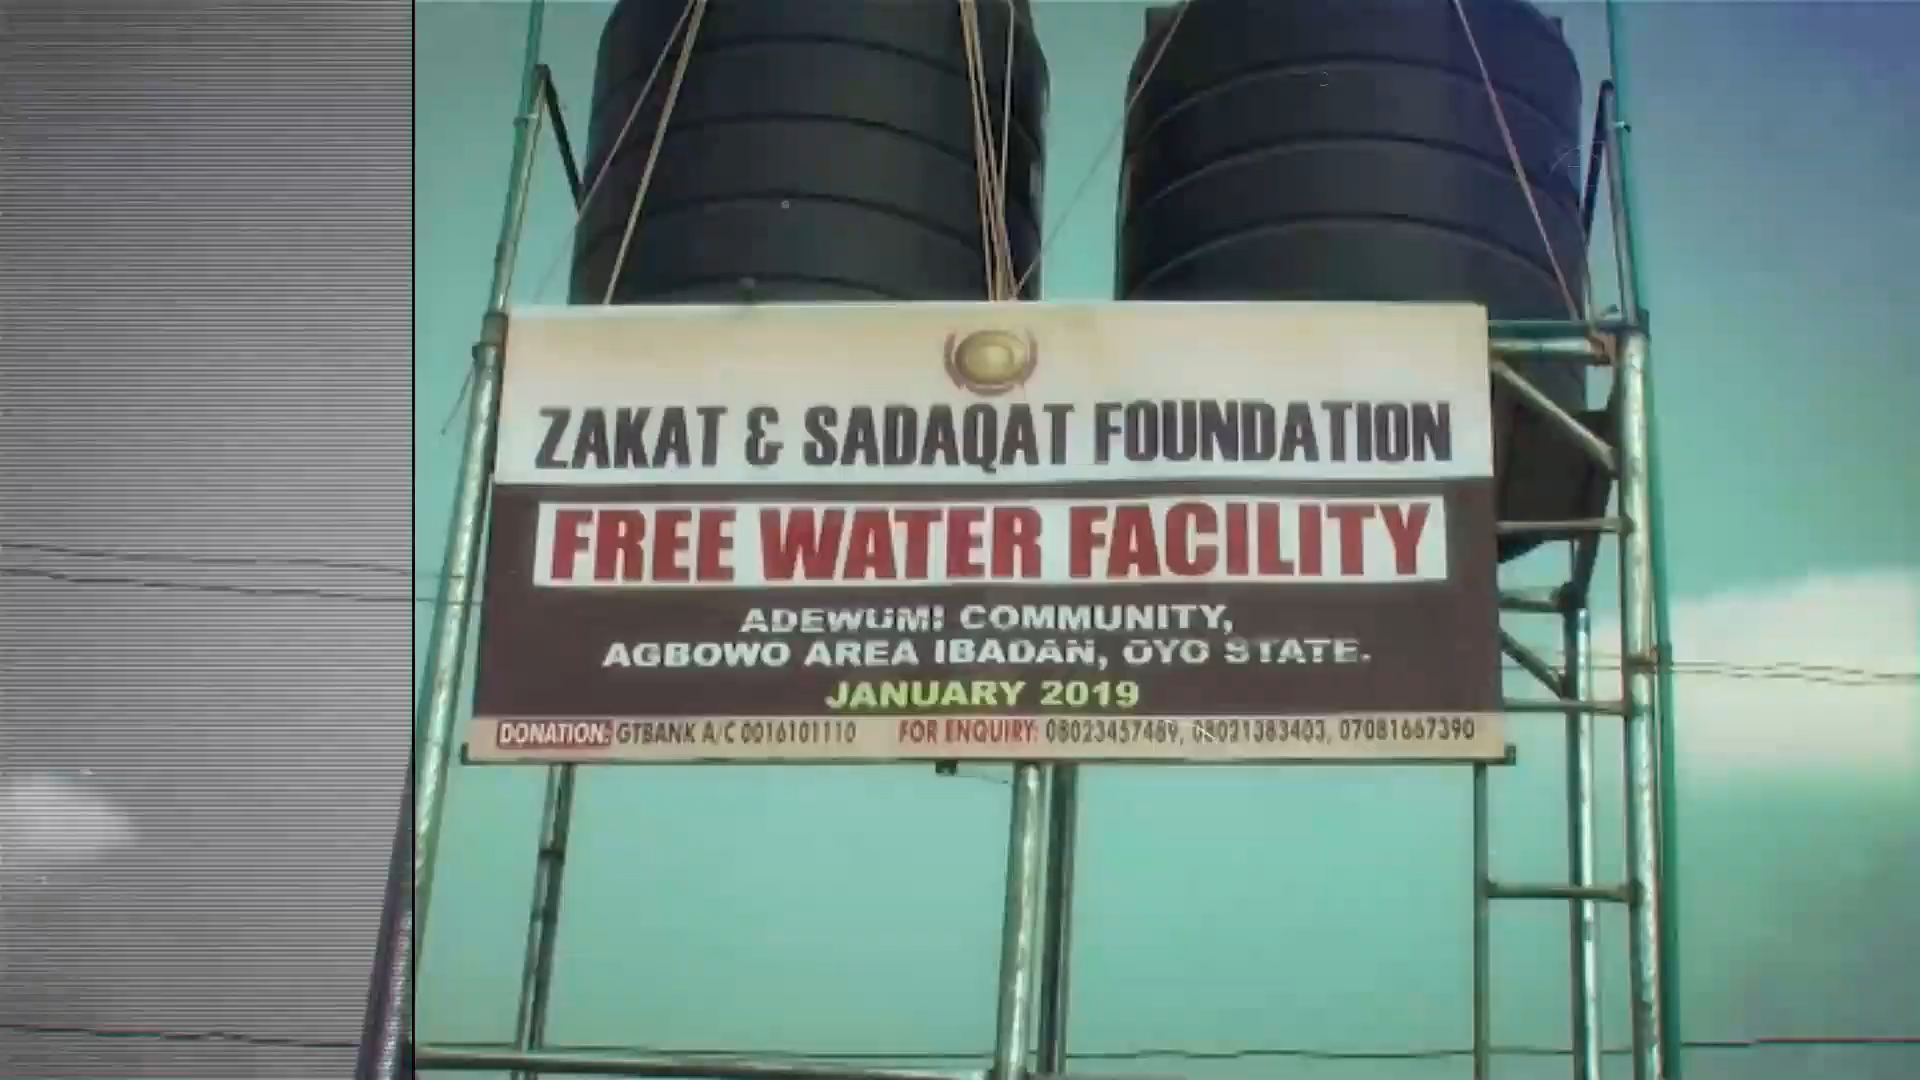 ZAKAT & SADAQAT FOUNDATION
FREE WATER FACILITY
ADEWUMI COMMUNITY,
AGBOWO AREA IBADAN, OYO STATE.
JANUARY 2019
DONATION: GTBANK A/C 0016101110 FOR ENQUIRY: 08023457489, 08021383403, 07081667390